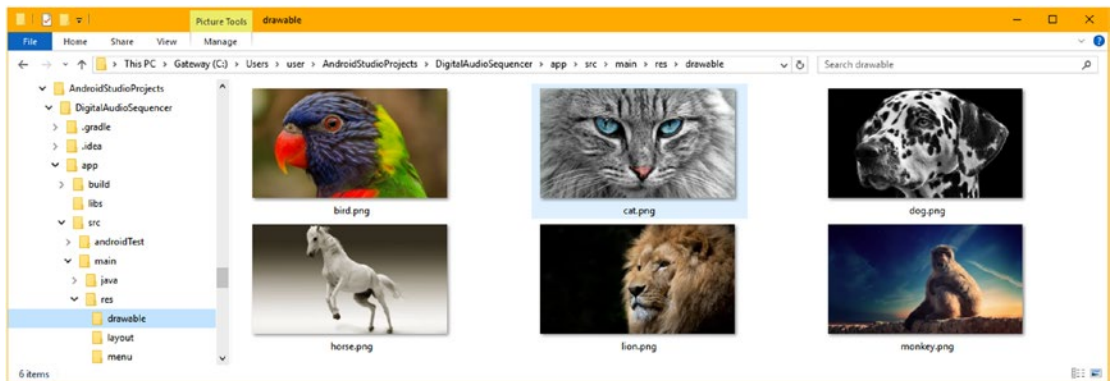 Picture Tools drawable
File Home Share View Manage
This PC > Gateway (C:) > Users > user > AndroidStudioProjects > DigitalAudioSequencer > app > src > main > res > drawable
Search drawable
AndroidStudioProjects
DigitalAudioSequencer
.gradle
.idea
app
build
libs
src
androidTest
main
java
res
drawable
layout
menu
bird.png cat.png dog.png
horse.png lion.png monkey.png
6 items